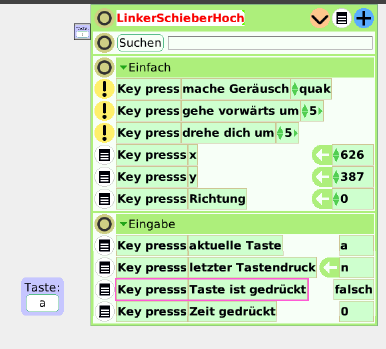 LinkerSchieberHoch
Taste:
Suchen
Einfach
Key press mache Geräusch quak
Key press gehe vorwärts um 5
Key press drehe dich um 5
Key presss x 626
Key presss y 387
Key presss Richtung 0
Eingabe
Key presss aktuelle Taste a
Key presss letzter Tastendruck n
Key presss Taste ist gedrückt falsch
Key presss Zeit gedrückt 0
Taste:
a